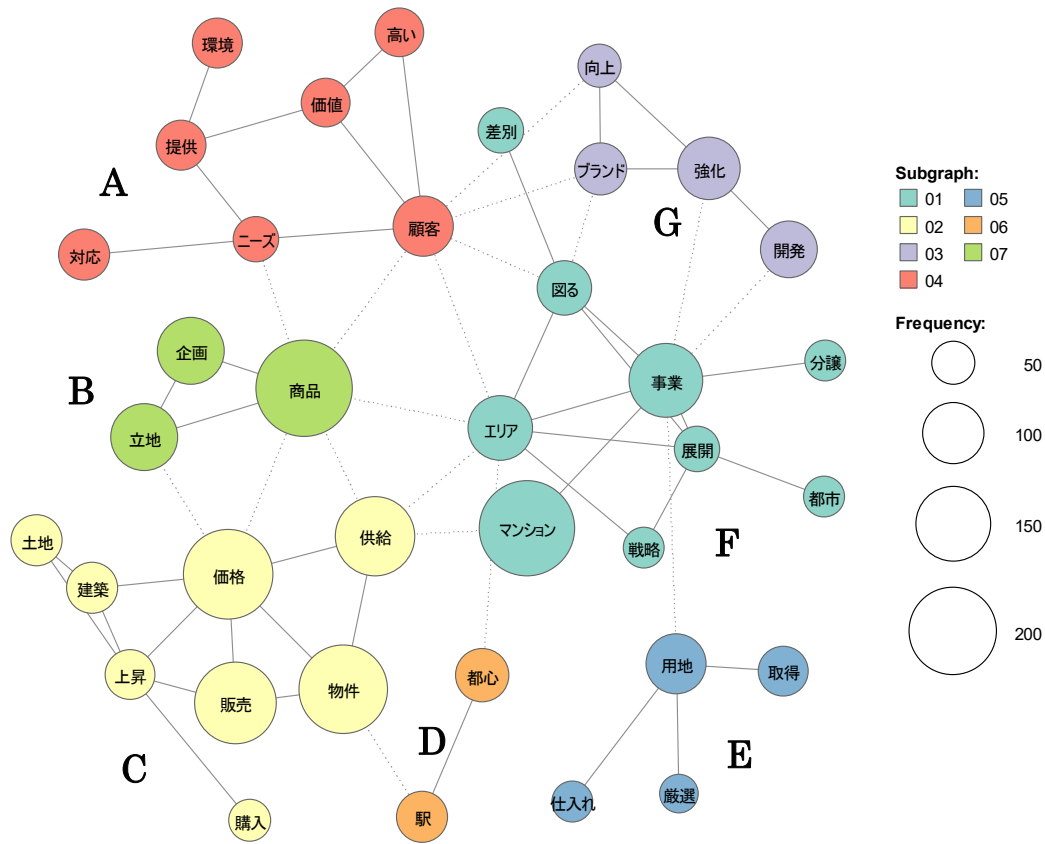 環境
高い
価値
提供
A
ニーズ
対応
顧客
向上
差別
ブランド
強化
G
開発
図る
企画
B
商品
立地
事業
分譲
エリア
展開
都市
マンション
戦略
F
供給
土地
価格
建築
上昇
販売
物件
C
購入
都心
D
駅
用地
取得
E
仕入れ
厳選
Subgraph:
01
05
02
06
03
07
04
Frequency:
50
100
150
200